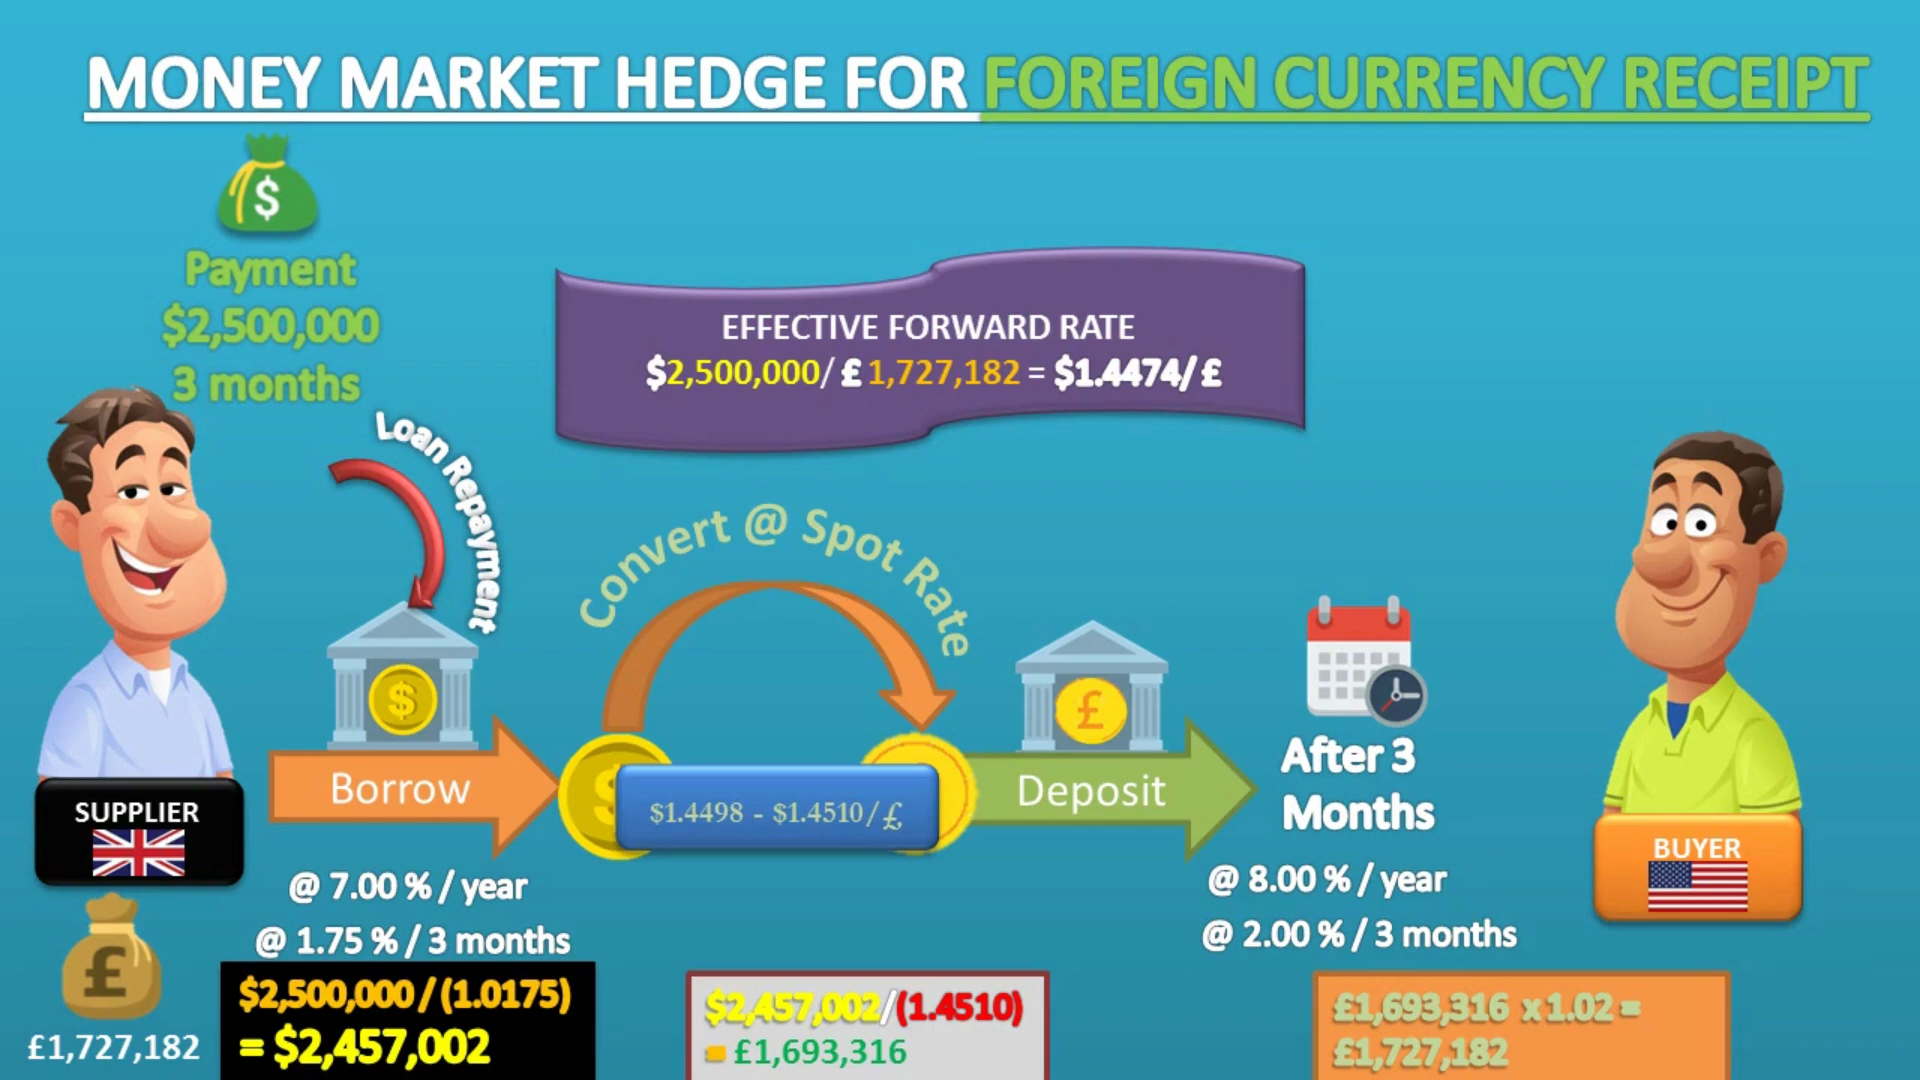 MONEY MARKET HEDGE FOR FOREIGN CURRENCY RECEIPT
$
Payment
$2,500,000
3 months
EFFECTIVE FORWARD RATE
$2,500,000/ £ 1,727,182 = $1.4474/ £
Loan Repayment
Convert @ Spot Rate
$
£
Borrow
$
$1.4498 - $1.4510/£
Deposit
After 3
Months
SUPPLIER
BUYER
@ 7.00 % / year
@ 1.75 % / 3 months
@ 8.00 % / year
@ 2.00 % / 3 months
£
£1,727,182
$2,500,000 / (1.0175)
= $2,457,002
$2,457,002/(1.4510)
= £1,693,316
£1,693,316 x 1.02 =
£1,727,182